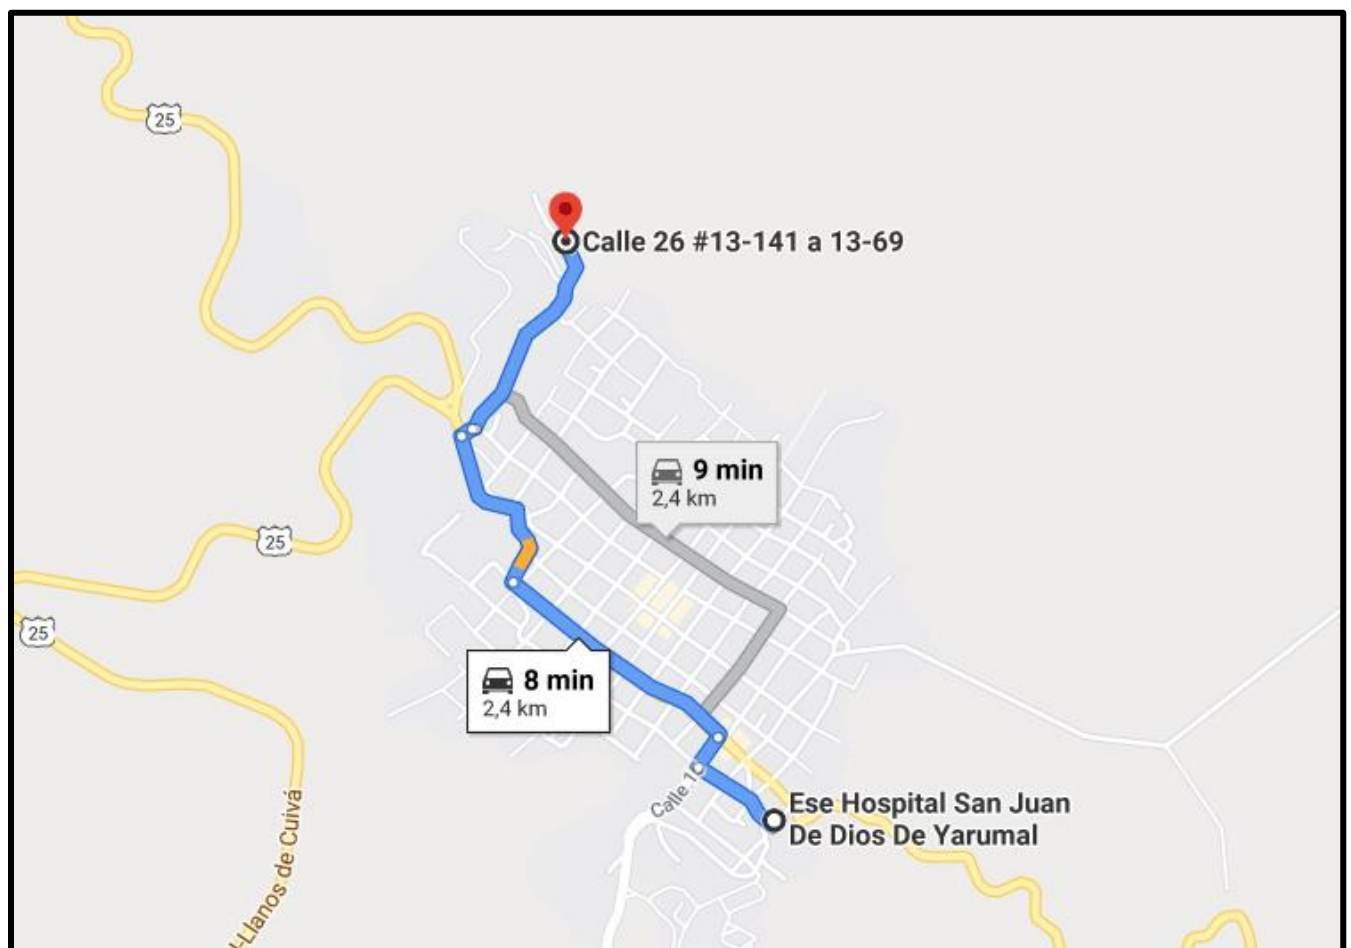 25
Calle 26 #13-141 a 13-69
9 min
2,4 km
25
25
8 min
2,4 km
Calle 10
Ese Hospital San Juan
De Dios De Yarumal
-Llanos de Cuivá